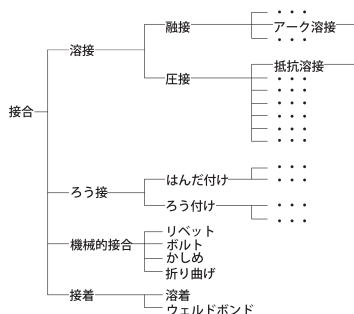 ・・・
融接
アーク溶接
・・・
溶接
抵抗溶接
圧接
・・・
・・・
・・・
・・・
・・・
・・・
接合
・・・
はんだ付け
・・・
ろう接
ろう付け
・・・
・・・
リベット
機械的接合
ボルト
かしめ
折り曲げ
接着
溶着
ウェルドボンド